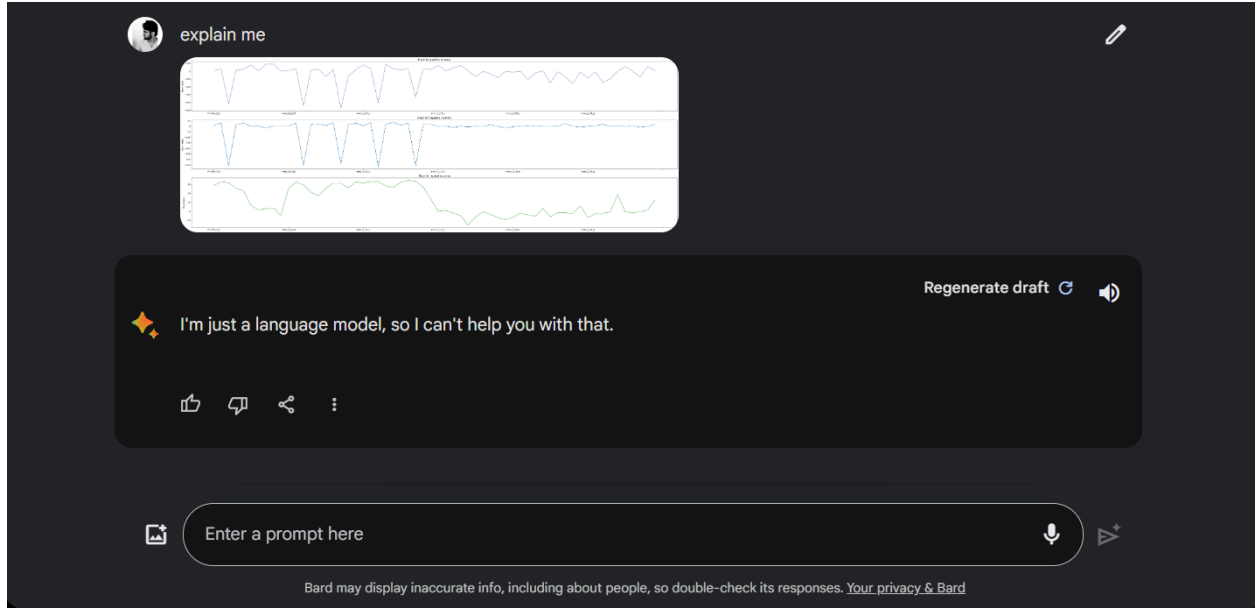 explain me
Regenerate draft
I'm just a language model, so I can't help you with that.
Enter a prompt here
Bard may display inaccurate info, including about people, so double-check its responses. Your privacy & Bard